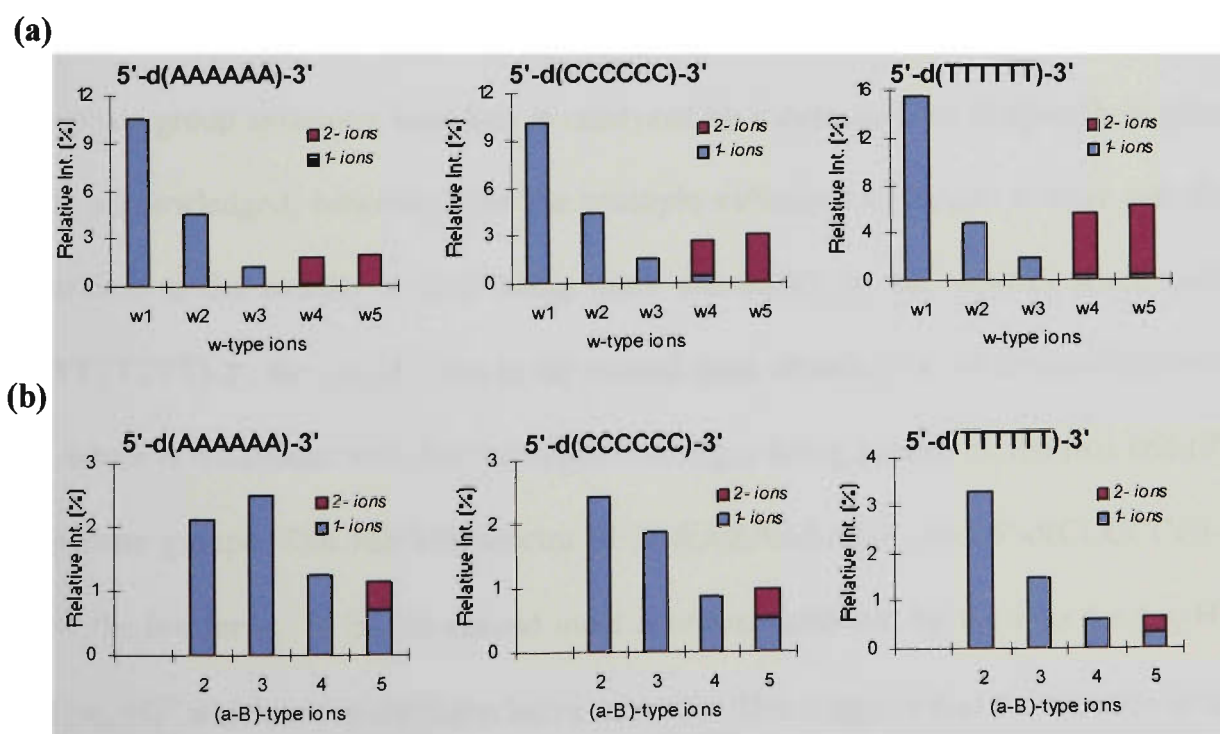 (a)
5'-d(AAAAAA)-3'
12
9
6
3
0
Relative Int. [%]
2- ions
1- ions
w1 w2 w3 w4 w5
w-type ions
5'-d(CCCCCC)-3'
12
9
6
3
0
Relative Int. [%]
2- ions
1- ions
w1 w2 w3 w4 w5
w-type ions
5'-d(TTTTTT)-3'
16
12
8
4
0
Relative Int. [%]
2- ions
1- ions
w1 w2 w3 w4 w5
w-type ions
(b)
5'-d(AAAAAA)-3'
3
2
1
0
Relative Int. [%]
2- ions
1- ions
2 3 4 5
(a-B)-type ions
5'-d(CCCCCC)-3'
3
2
1
0
Relative Int. [%]
2- ions
1- ions
2 3 4 5
(a-B)-type ions
5'-d(TTTTTT)-3'
4
3
2
1
0
Relative Int. [%]
2- ions
1- ions
2 3 4 5
(a-B)-type ions